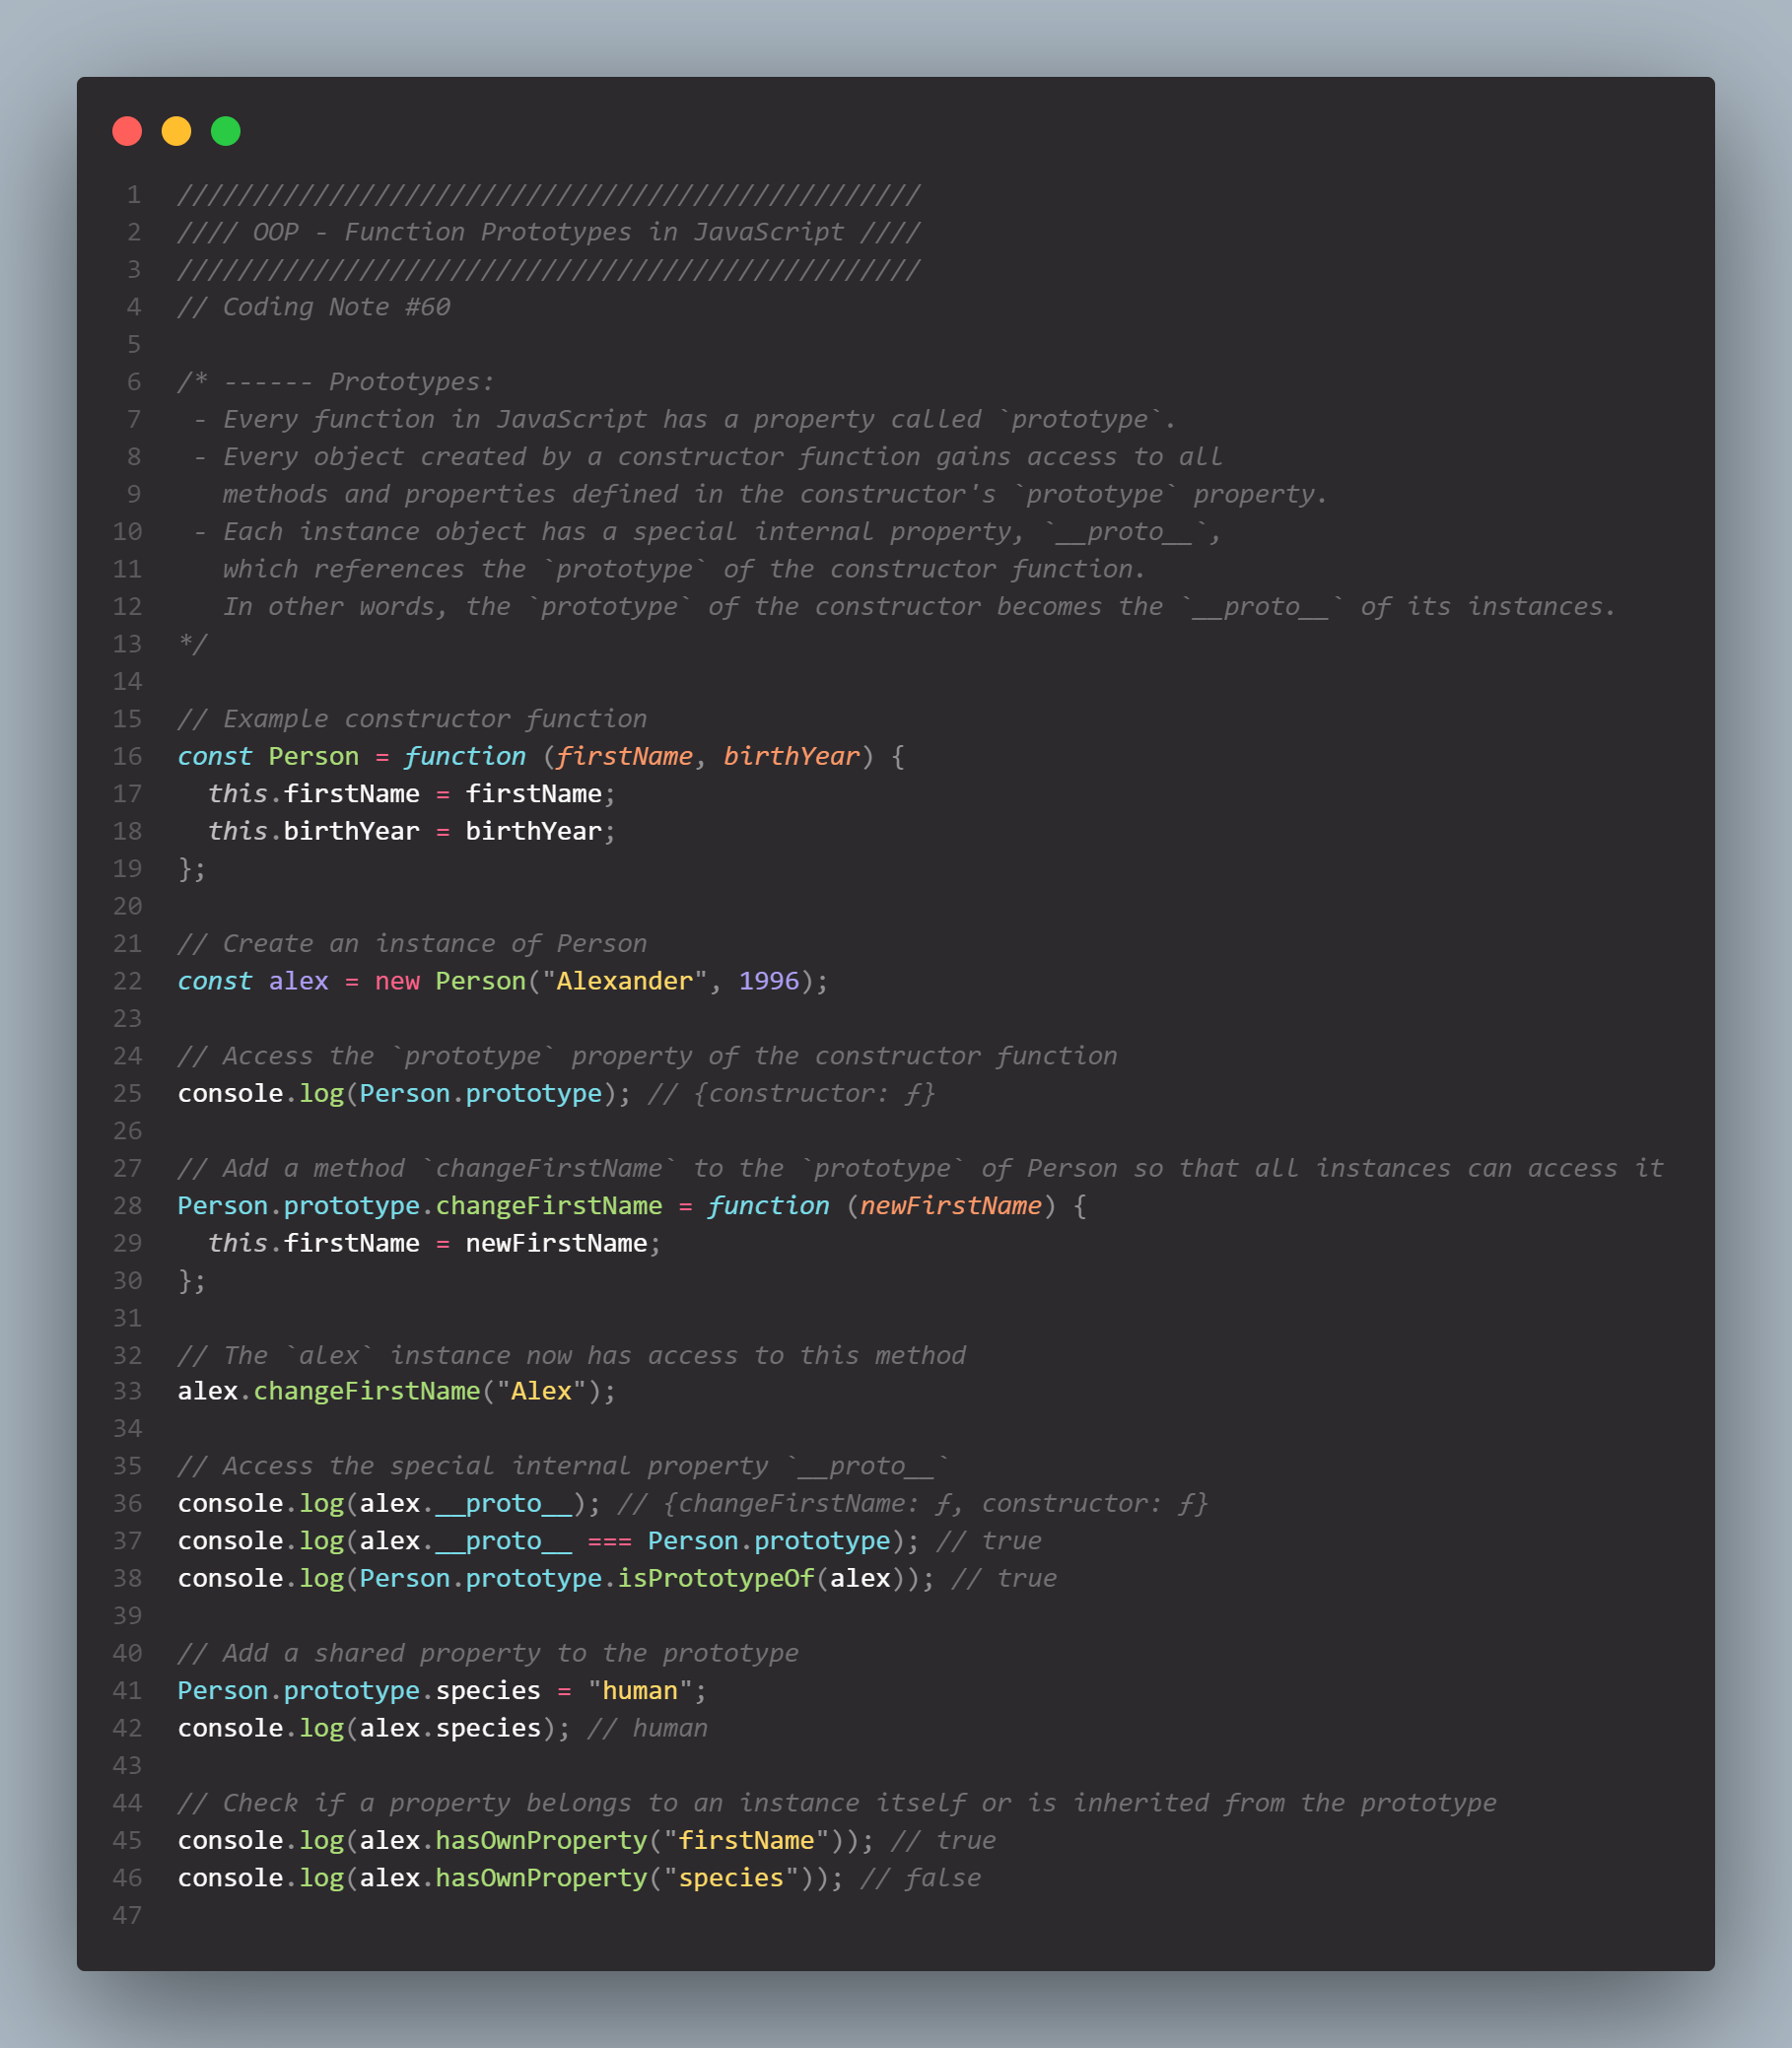 1 /////////////////////////////////////////////////
2 //// OOP - Function Prototypes in JavaScript ////
3 /////////////////////////////////////////////////
4 // Coding Note #60
5
6 /* ------ Prototypes:
7  - Every function in JavaScript has a property called `prototype`.
8  - Every object created by a constructor function gains access to all
9    methods and properties defined in the constructor's `prototype` property.
10  - Each instance object has a special internal property, `__proto__`,
11    which references the `prototype` of the constructor function.
12    In other words, the `prototype` of the constructor becomes the `__proto__` of its instances.
13 */
14
15 // Example constructor function
16 const Person = function (firstName, birthYear) {
17   this.firstName = firstName;
18   this.birthYear = birthYear;
19 };
20
21 // Create an instance of Person
22 const alex = new Person("Alexander", 1996);
23
24 // Access the `prototype` property of the constructor function
25 console.log(Person.prototype); // {constructor: ƒ}
26
27 // Add a method `changeFirstName` to the `prototype` of Person so that all instances can access it
28 Person.prototype.changeFirstName = function (newFirstName) {
29   this.firstName = newFirstName;
30 };
31
32 // The `alex` instance now has access to this method
33 alex.changeFirstName("Alex");
34
35 // Access the special internal property `__proto__`
36 console.log(alex.__proto__); // {changeFirstName: ƒ, constructor: ƒ}
37 console.log(alex.__proto__ === Person.prototype); // true
38 console.log(Person.prototype.isPrototypeOf(alex)); // true
39
40 // Add a shared property to the prototype
41 Person.prototype.species = "human";
42 console.log(alex.species); // human
43
44 // Check if a property belongs to an instance itself or is inherited from the prototype
45 console.log(alex.hasOwnProperty("firstName")); // true
46 console.log(alex.hasOwnProperty("species")); // false
47